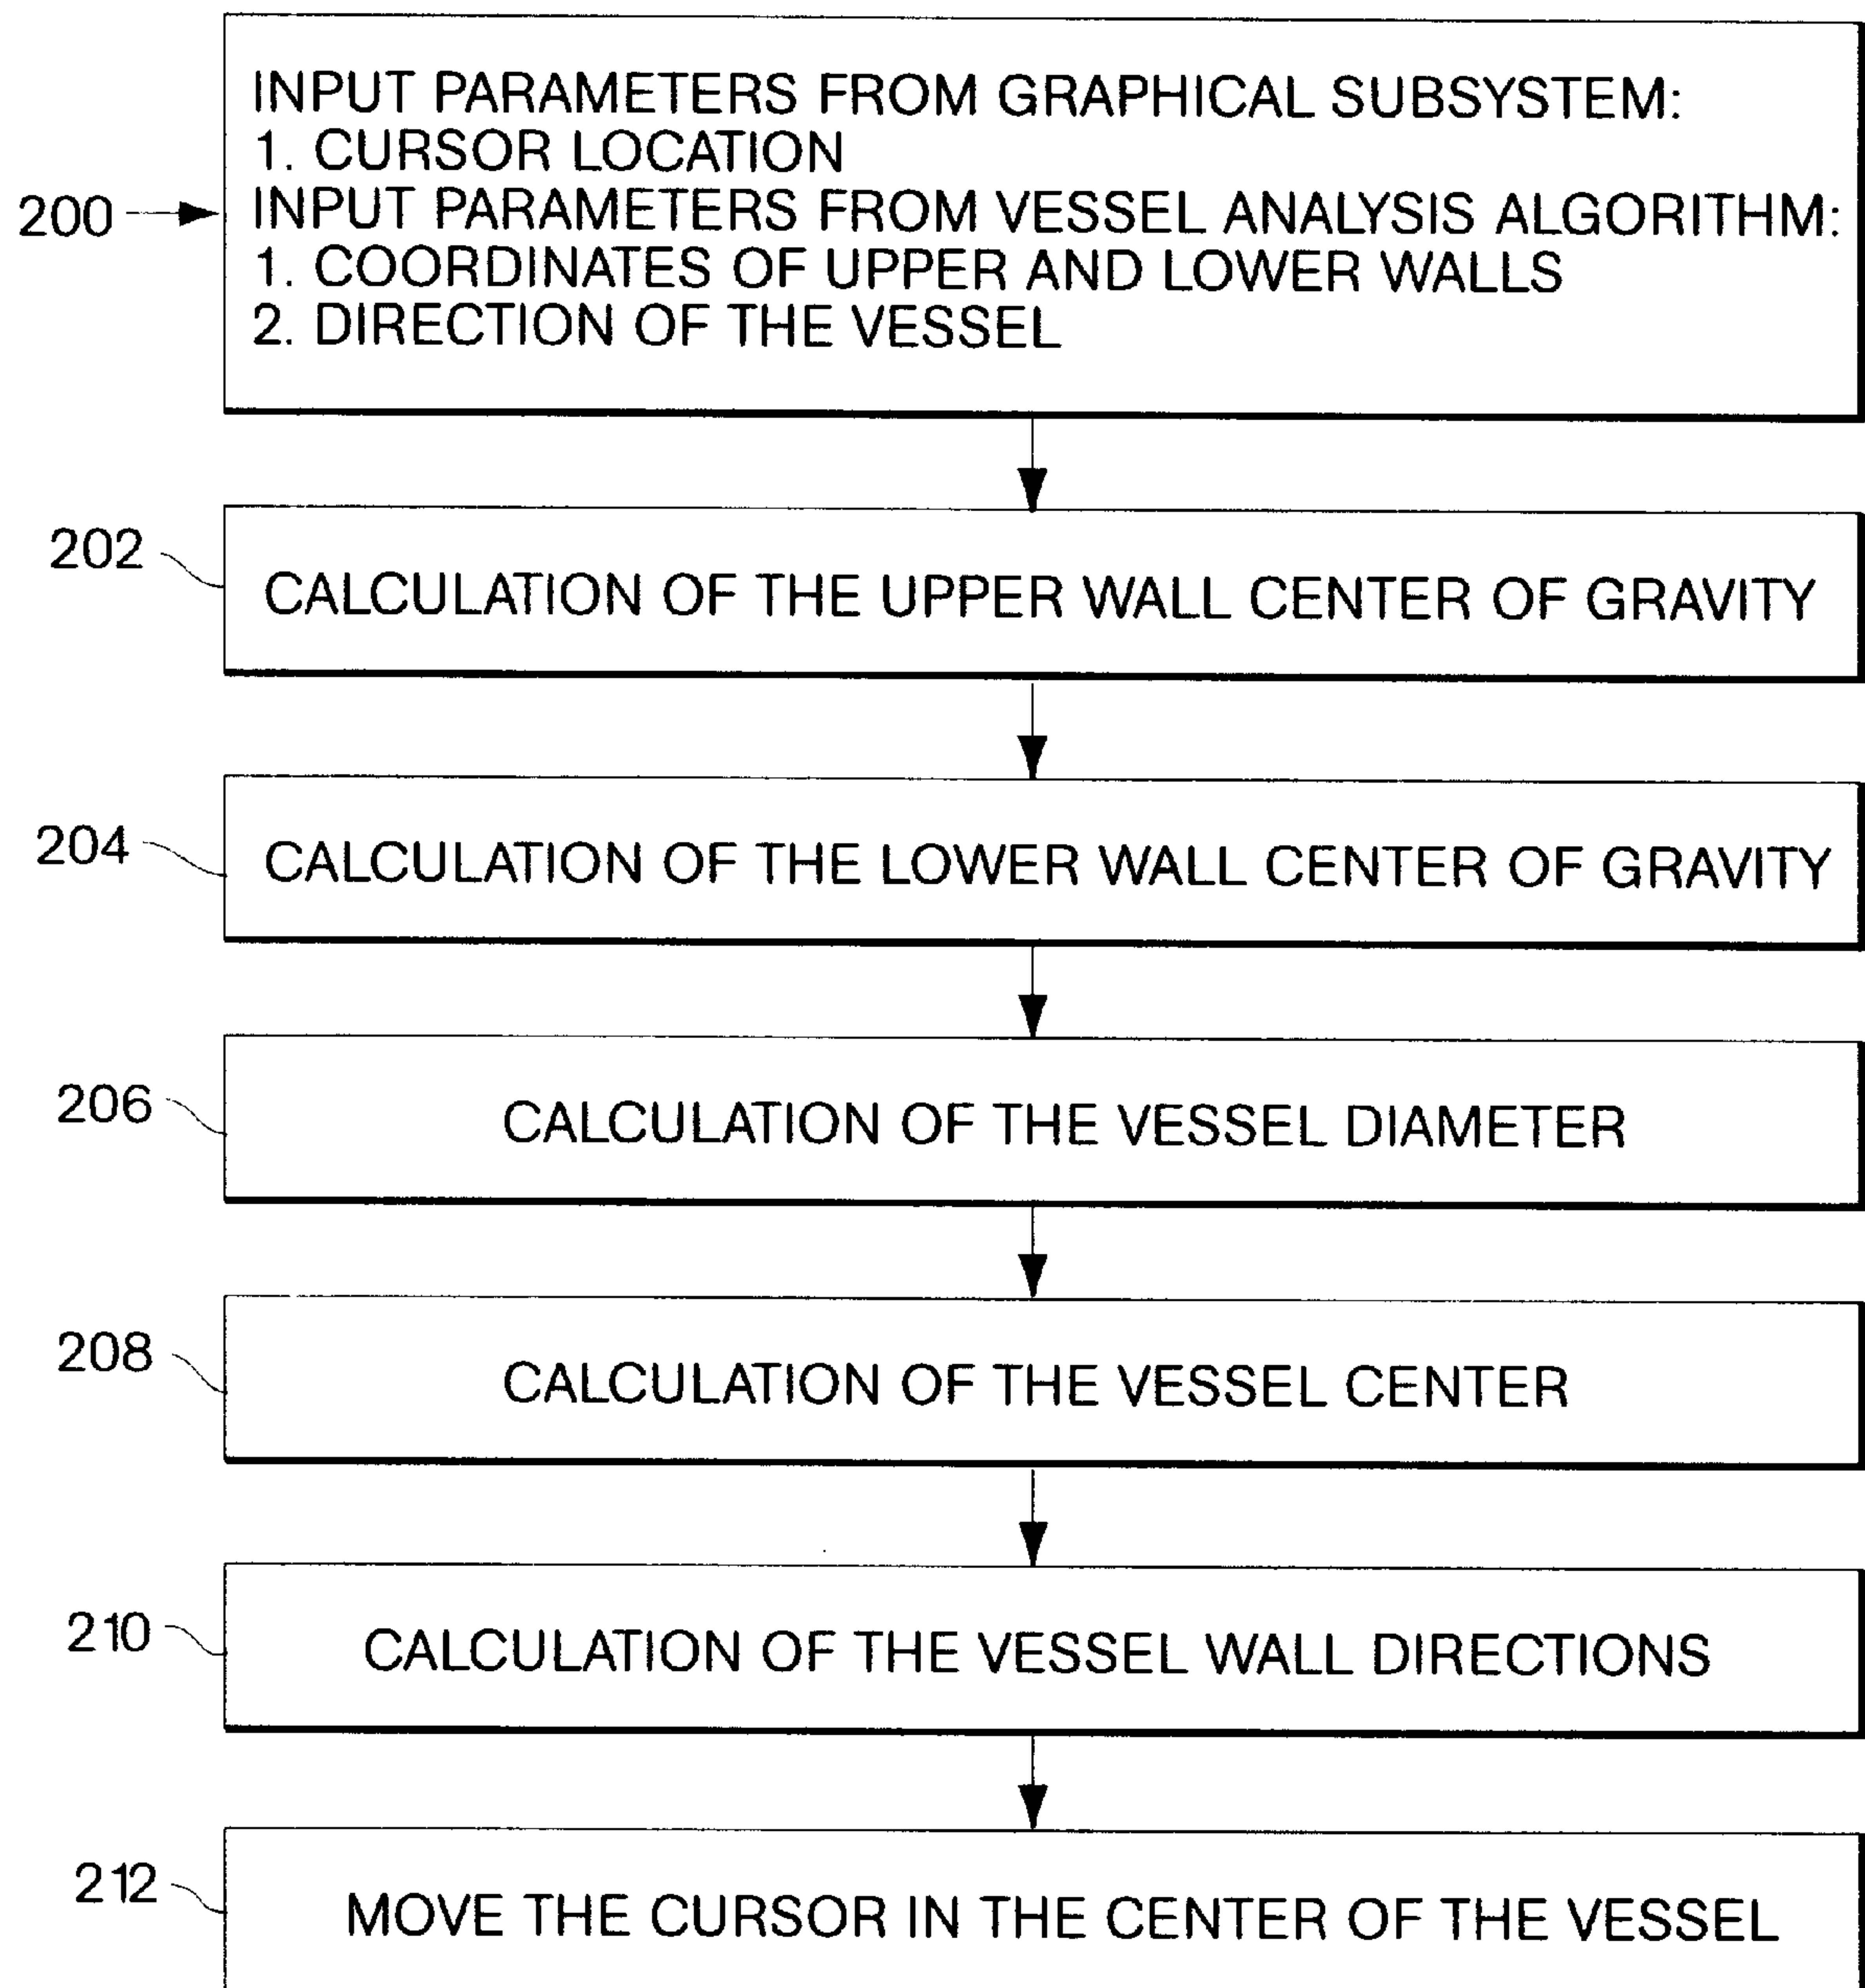 INPUT PARAMETERS FROM GRAPHICAL SUBSYSTEM:
1. CURSOR LOCATION
200
INPUT PARAMETERS FROM VESSEL ANALYSIS ALGORITHM:
1. COORDINATES OF UPPER AND LOWER WALLS
2. DIRECTION OF THE VESSEL
202
CALCULATION OF THE UPPER WALL CENTER OF GRAVITY
204
CALCULATION OF THE LOWER WALL CENTER OF GRAVITY
206
CALCULATION OF THE VESSEL DIAMETER
208
CALCULATION OF THE VESSEL CENTER
210
CALCULATION OF THE VESSEL WALL DIRECTIONS
212
MOVE THE CURSOR IN THE CENTER OF THE VESSEL